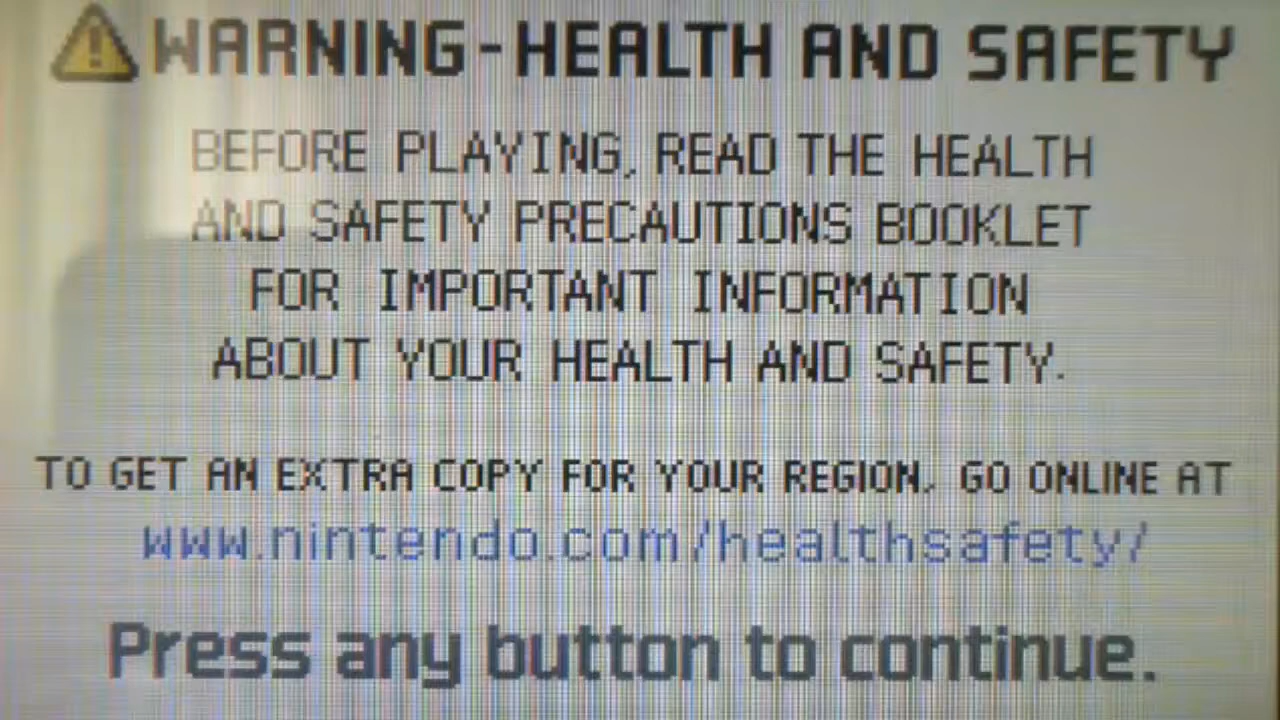 WARNING-HEALTH AND SAFETY
BEFORE PLAYING, READ THE HEALTH
AND SAFETY PRECAUTIONS BOOKLET
FOR IMPORTANT INFORMATION
ABOUT YOUR HEALTH AND SAFETY.
TO GET AN EXTRA COPY FOR YOUR REGION, GO ONLINE AT
www.nintendo.com/healthsafety/
Press any button to continue.